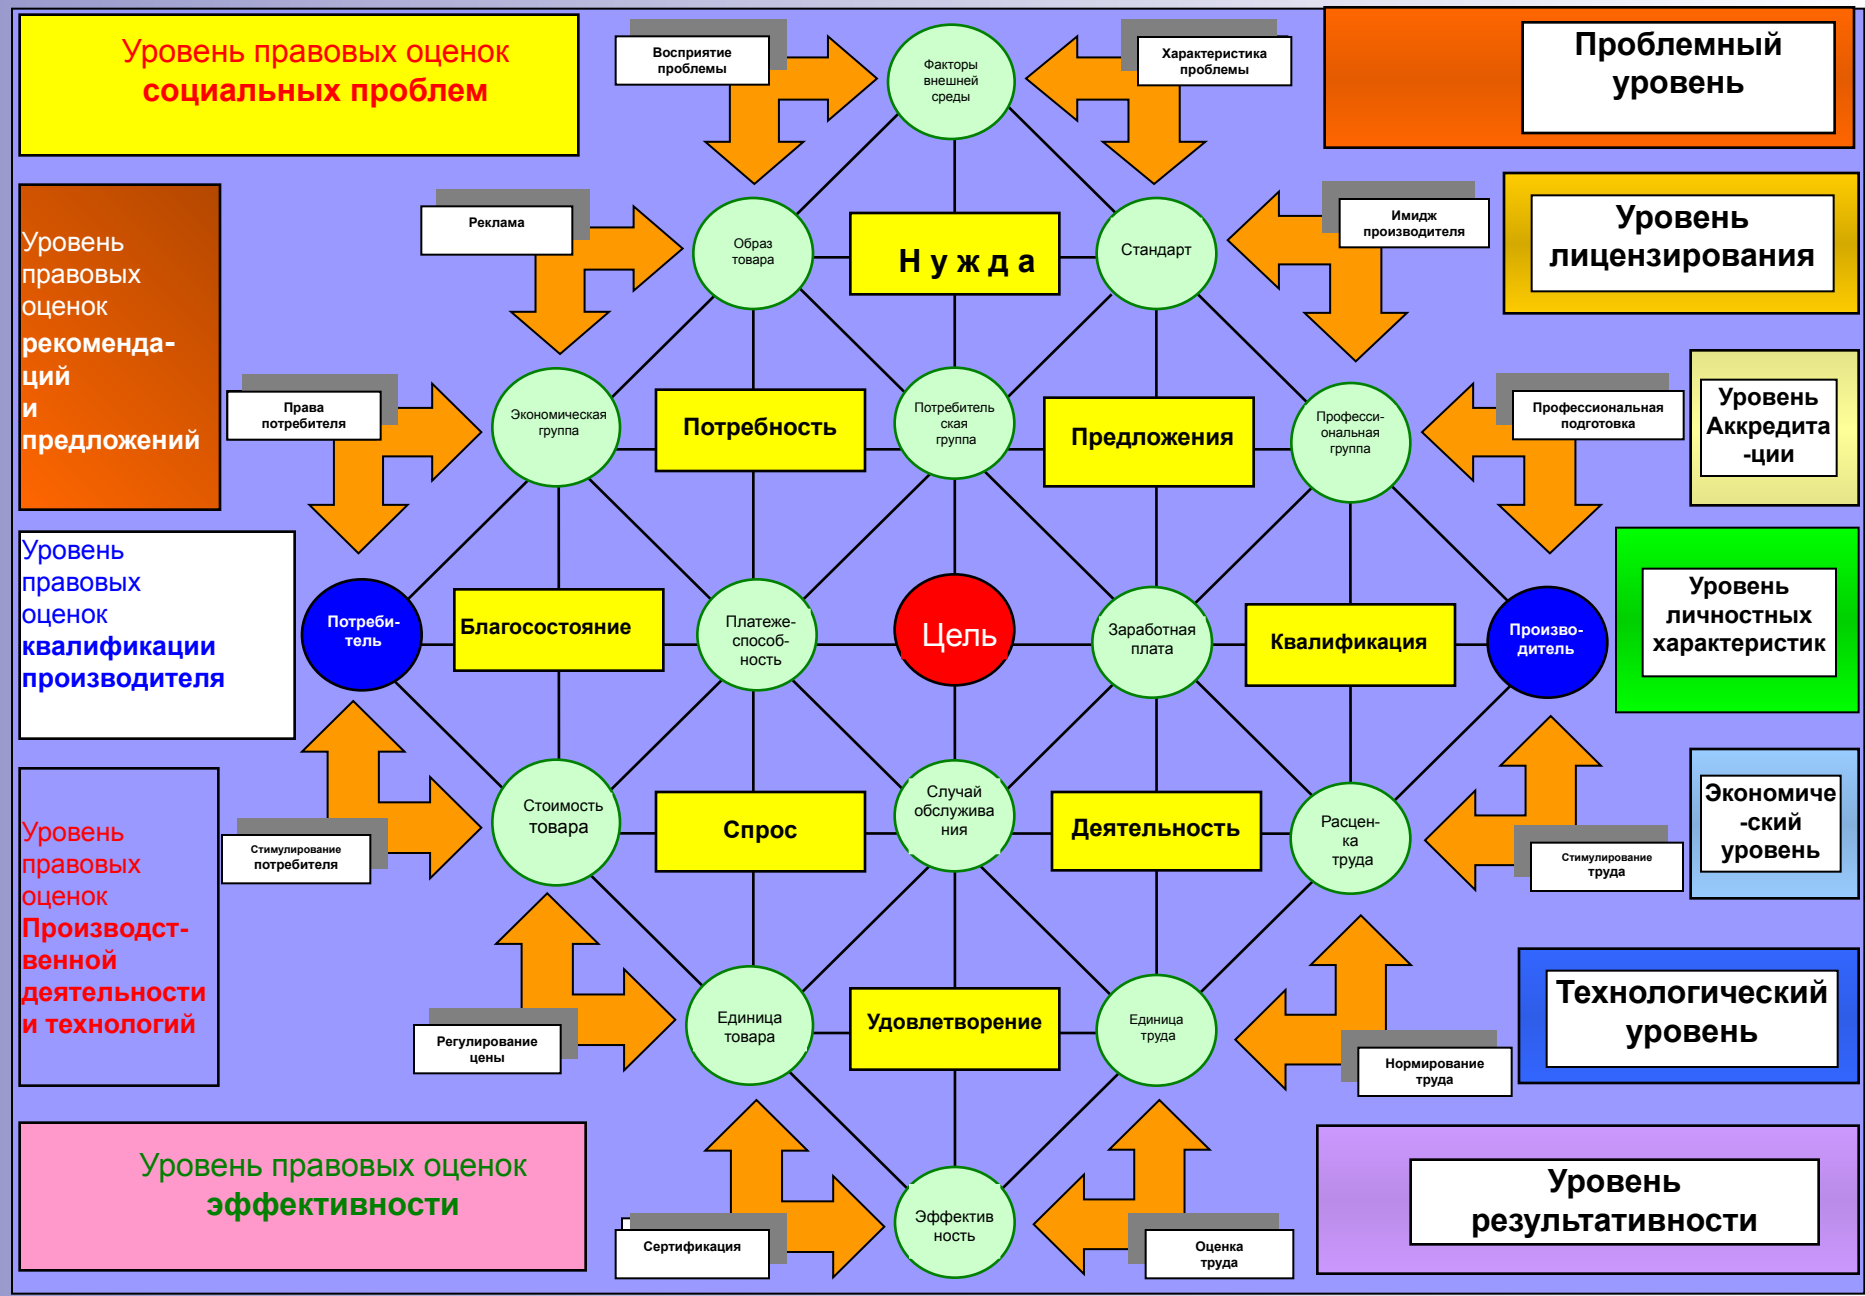 Уровень правовых оценок
социальных проблем
Восприятие
проблемы
Факторы
внешней
среды
Характеристика
проблемы
Проблемный
уровень
Уровень
правовых
оценок
рекоменда-
ций
и
предложений
Реклама
Образ
товара
Н у ж д а
Стандарт
Имидж
производителя
Уровень
лицензирования
Права
потребителя
Экономическая
группа
Потребность
Потребитель
ская
группа
Предложения
Профессi-
ональная
группа
Профессиональная
подготовка
Уровень
Аккредита
-ции
Уровень
правовых
оценок
квалификации
производителя
Потреби-
тель
Благосостояние
Платеже-
способ-
ность
Цель
Заработная
плата
Квалификация
Произво-
дитель
Уровень
личностных
характеристик
Уровень
правовых
оценок
Производст-
венной
деятельности
и технологий
Стимулирование
потребителя
Стоимость
товара
Спрос
Случай
обслужива
ния
Деятельность
Расцен-
ка
труда
Стимулирование
труда
Экономиче
-ский
уровень
Регулирование
цены
Единица
товара
Удовлетворение
Единица
труда
Нормирование
труда
Технологический
уровень
Уровень правовых оценок
эффективности
Сертификация
Эффектив
ность
Оценка
труда
Уровень
результативности